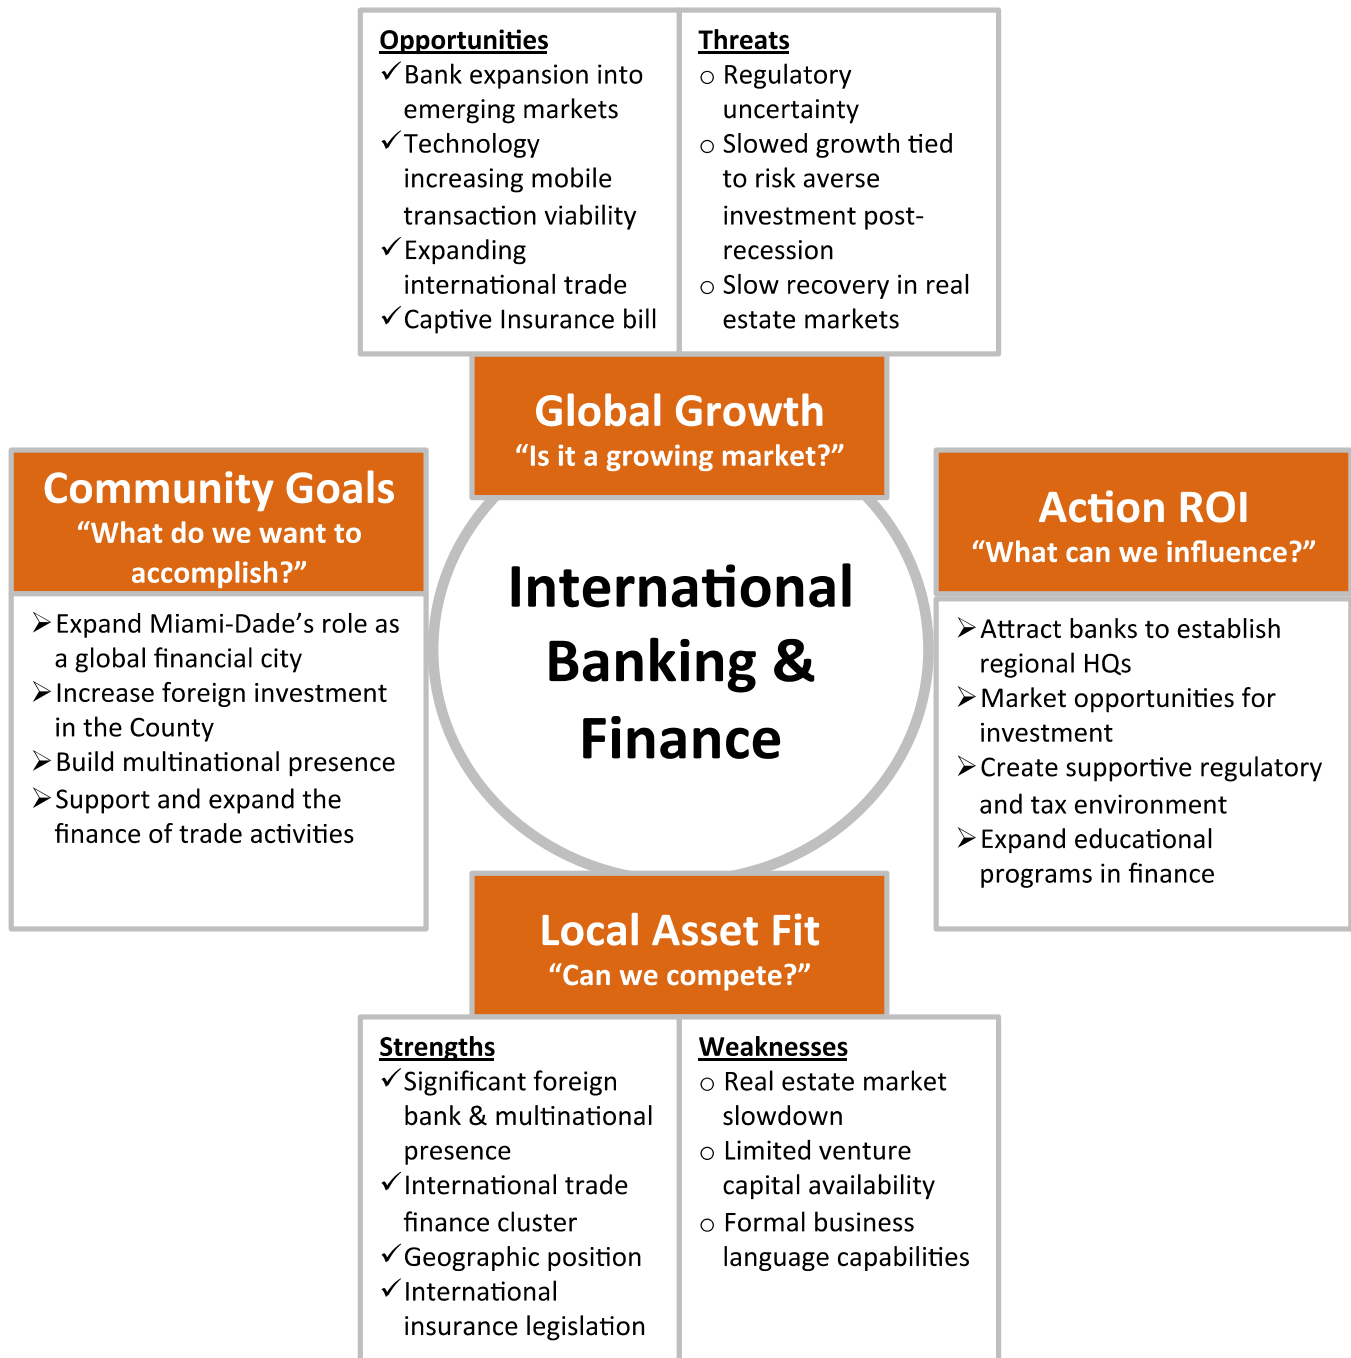 Opportunities
✓Bank expansion into
emerging markets
✓Technology
increasing mobile
transaction viability
✓Expanding
international trade
✓Captive Insurance bill
Threats
o Regulatory
uncertainty
o Slowed growth tied
to risk averse
investment post-
recession
o Slow recovery in real
estate markets
Global Growth
“Is it a growing market?”
Community Goals
“What do we want to
accomplish?”
➢Expand Miami-Dade’s role as
a global financial city
➢Increase foreign investment
in the County
➢Build multinational presence
➢Support and expand the
finance of trade activities
International
Banking &
Finance
Action ROI
“What can we influence?”
➢Attract banks to establish
regional HQs
➢Market opportunities for
investment
➢Create supportive regulatory
and tax environment
➢Expand educational
programs in finance
Local Asset Fit
“Can we compete?”
Strengths
✓Significant foreign
bank & multinational
presence
✓International trade
finance cluster
✓Geographic position
✓International
insurance legislation
Weaknesses
o Real estate market
slowdown
o Limited venture
capital availability
o Formal business
language capabilities